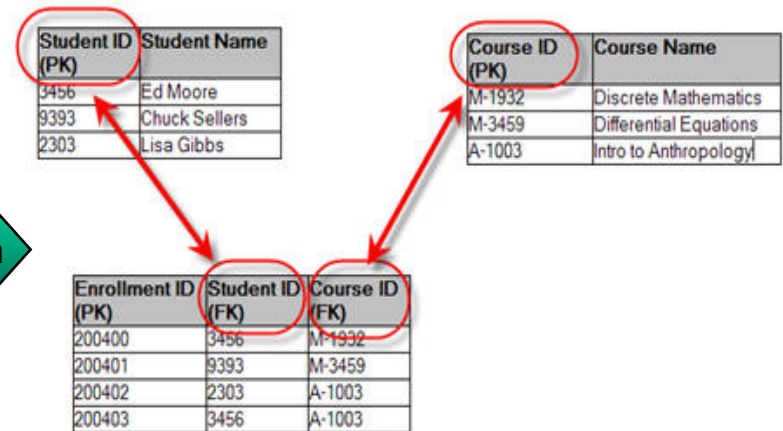 Student ID Student Name
(PK)
3456 Ed Moore
9393 Chuck Sellers
2303 Lisa Gibbs
Course ID Course Name
(PK)
M-1932 Discrete Mathematics
M-3459 Differential Equations
A-1003 Intro to Anthropology
Enrollment ID Student ID Course ID
(PK) (FK) (FK)
200400 3456 M-1932
200401 9393 M-3459
200402 2303 A-1003
200403 3456 A-1003